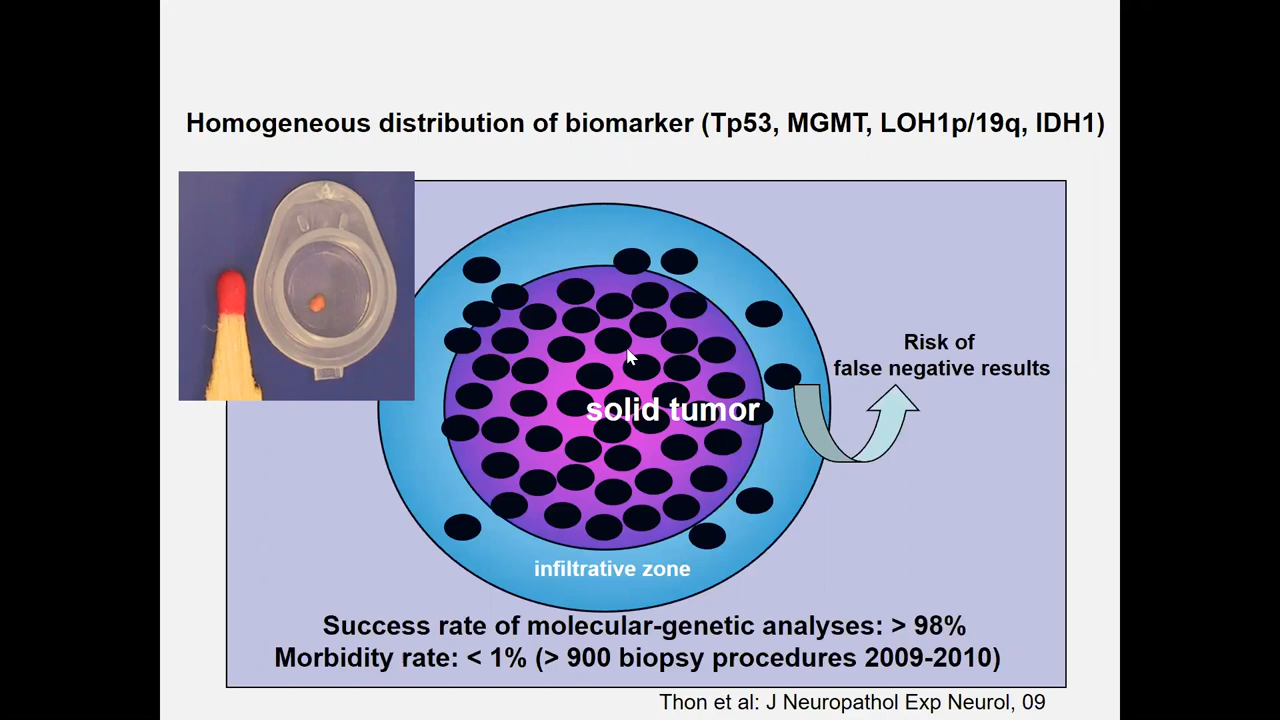 Homogeneous distribution of biomarker (Tp53, MGMT, LOH1p/19q, IDH1)
Risk of
false negative results
solid tumor
infiltrative zone
Success rate of molecular-genetic analyses: > 98%
Morbidity rate: < 1% (> 900 biopsy procedures 2009-2010)
Thon et al: J Neuropathol Exp Neurol, 09